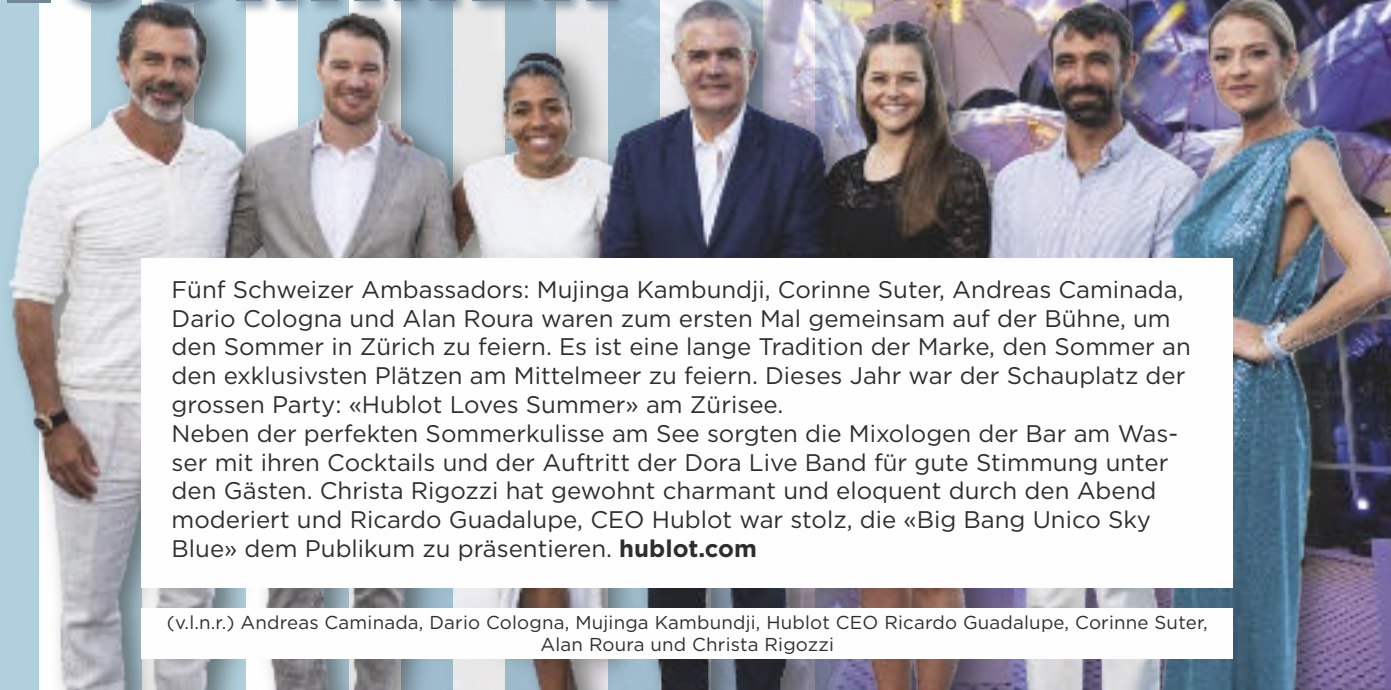 Fünf Schweizer Ambassadors: Mujinga Kambundji, Corinne Suter, Andreas Caminada,
Dario Cologna und Alan Roura waren zum ersten Mal gemeinsam auf der Bühne, um
den Sommer in Zürich zu feiern. Es ist eine lange Tradition der Marke, den Sommer an
den exklusivsten Plätzen am Mittelmeer zu feiern. Dieses Jahr war der Schauplatz der
grossen Party: «Hublot Loves Summer» am Zürisee.
Neben der perfekten Sommerkulisse am See sorgten die Mixologen der Bar am Was-
ser mit ihren Cocktails und der Auftritt der Dora Live Band für gute Stimmung unter
den Gästen. Christa Rigozzi hat gewohnt charmant und eloquent durch den Abend
moderiert und Ricardo Guadalupe, CEO Hublot war stolz, die «Big Bang Unico Sky
Blue» dem Publikum zu präsentieren. hublot.com
(v.l.n.r.) Andreas Caminada, Dario Cologna, Mujinga Kambundji, Hublot CEO Ricardo Guadalupe, Corinne Suter,
Alan Roura und Christa Rigozzi